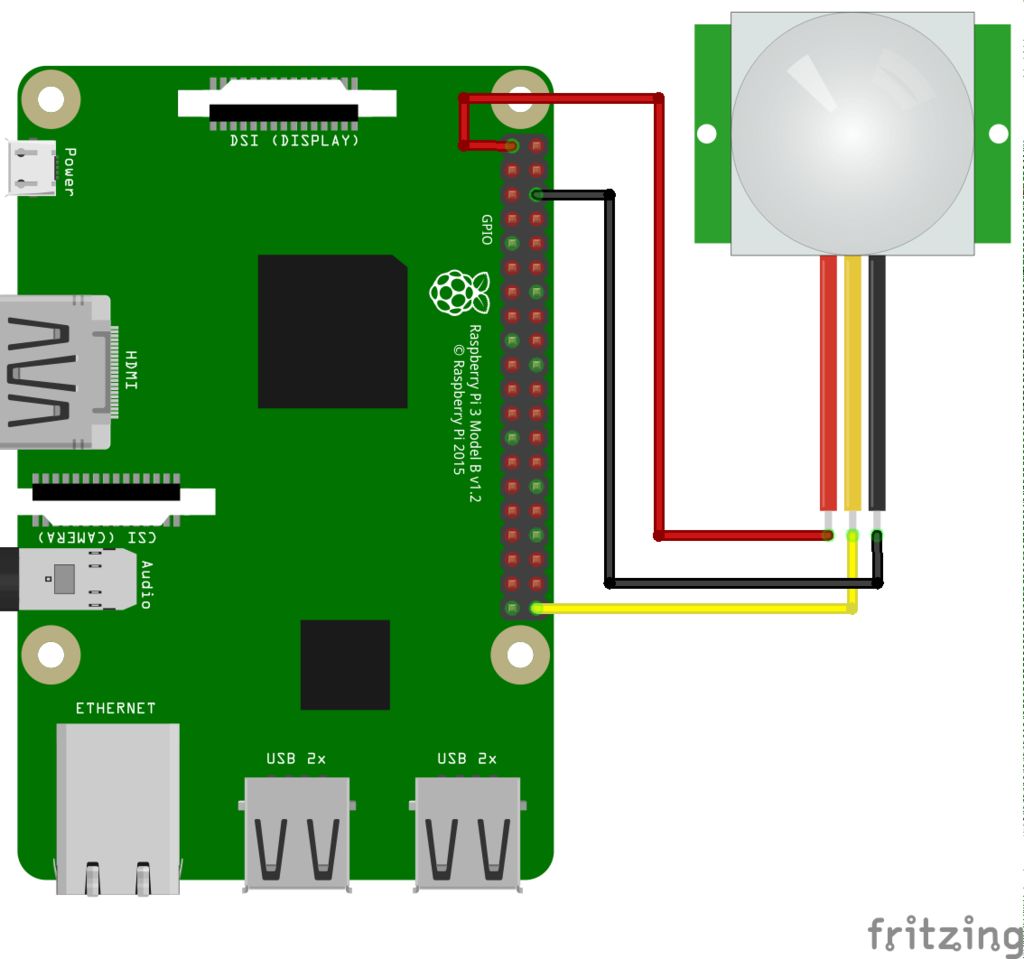 DSI (DISPLAY)
Power
GPIO
HDMI
Raspberry Pi 3 Model B v1.2
© Raspberry Pi 2015
CSI (CAMERA)
Audio
ETHERNET
USB 2x
USB 2x
fritzing